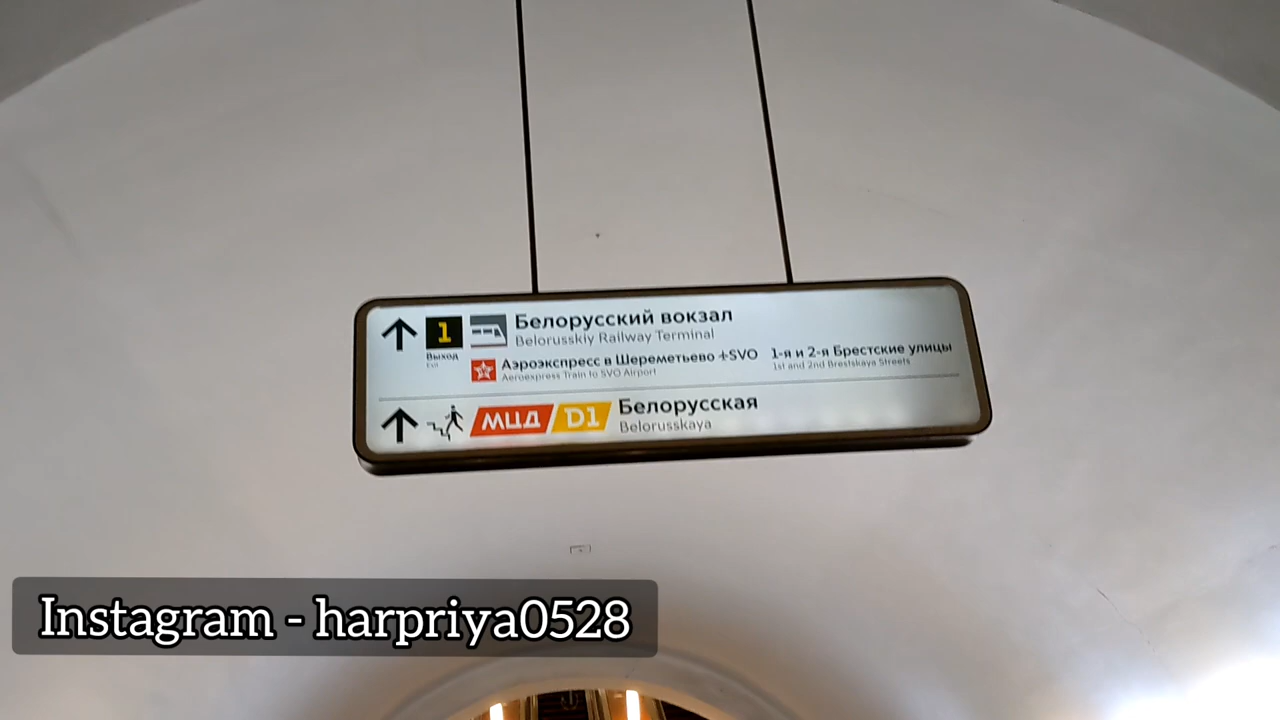 1
Выход
Exit
Белорусский вокзал
Belorusskiy Railway Terminal
Аэроэкспресс в Шереметьево SVO
Aeroexpress Train to SVO Airport
1-я и 2-я Брестские улицы
1st and 2nd Brestskaya Streets
МЦД D1 Белорусская
Belorusskaya
Instagram - harpriya0528